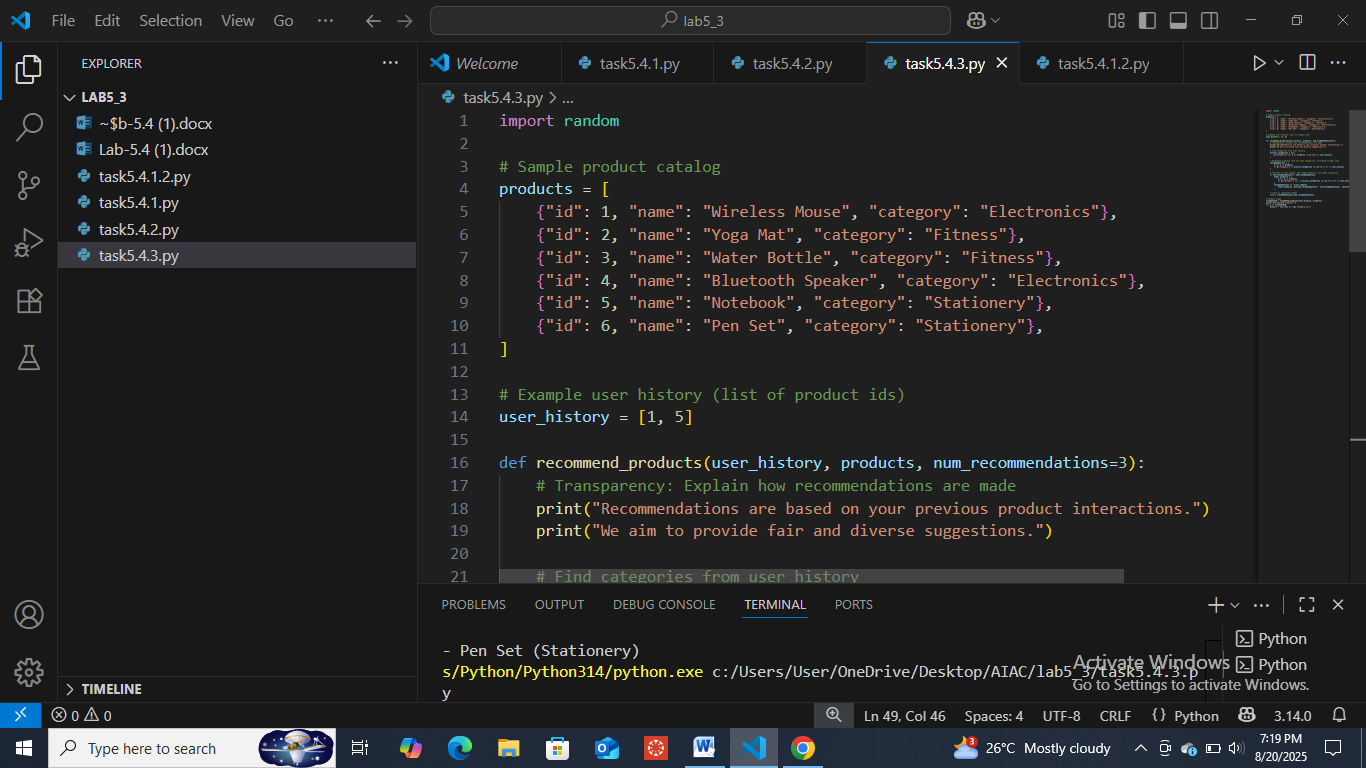 File Edit Selection View Go ··· lab5_3
EXPLORER ···
LAB5_3
~$b-5.4 (1).docx
Lab-5.4 (1).docx
task5.4.1.2.py
task5.4.1.py
task5.4.2.py
task5.4.3.py
TIMELINE
Welcome task5.4.1.py task5.4.2.py task5.4.3.py task5.4.1.2.py
task5.4.3.py > ...
1 import random
2
3 # Sample product catalog
4 products = [
5 {"id": 1, "name": "Wireless Mouse", "category": "Electronics"},
6 {"id": 2, "name": "Yoga Mat", "category": "Fitness"},
7 {"id": 3, "name": "Water Bottle", "category": "Fitness"},
8 {"id": 4, "name": "Bluetooth Speaker", "category": "Electronics"},
9 {"id": 5, "name": "Notebook", "category": "Stationery"},
10 {"id": 6, "name": "Pen Set", "category": "Stationery"},
11 ]
12
13 # Example user history (list of product ids)
14 user_history = [1, 5]
15
16 def recommend_products(user_history, products, num_recommendations=3):
17 # Transparency: Explain how recommendations are made
18 print("Recommendations are based on your previous product interactions.")
19 print("We aim to provide fair and diverse suggestions.")
20
21 # Find categories from user history
PROBLEMS OUTPUT DEBUG CONSOLE TERMINAL PORTS
- Pen Set (Stationery)
s/Python/Python314/python.exe c:/Users/User/OneDrive/Desktop/AIAC/lab5_3/task5.4.3.p
y
Python
Python
Activate Windows
Go to Settings to activate Windows.
0 0 Ln 49, Col 46 Spaces: 4 UTF-8 CRLF {} Python 3.14.0
Type here to search 3 26°C Mostly cloudy 7:19 PM
8/20/2025